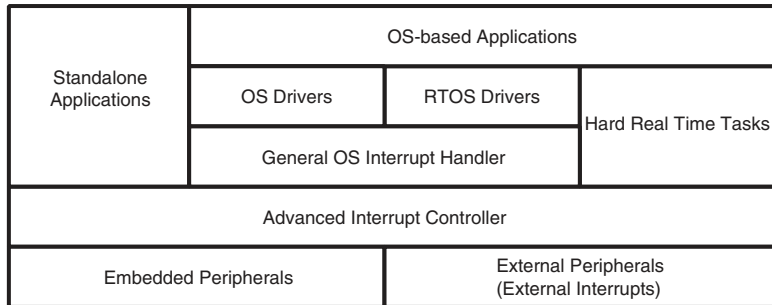 OS-based Applications
Standalone
Applications
OS Drivers
RTOS Drivers
Hard Real Time Tasks
General OS Interrupt Handler
Advanced Interrupt Controller
Embedded Peripherals
External Peripherals
(External Interrupts)